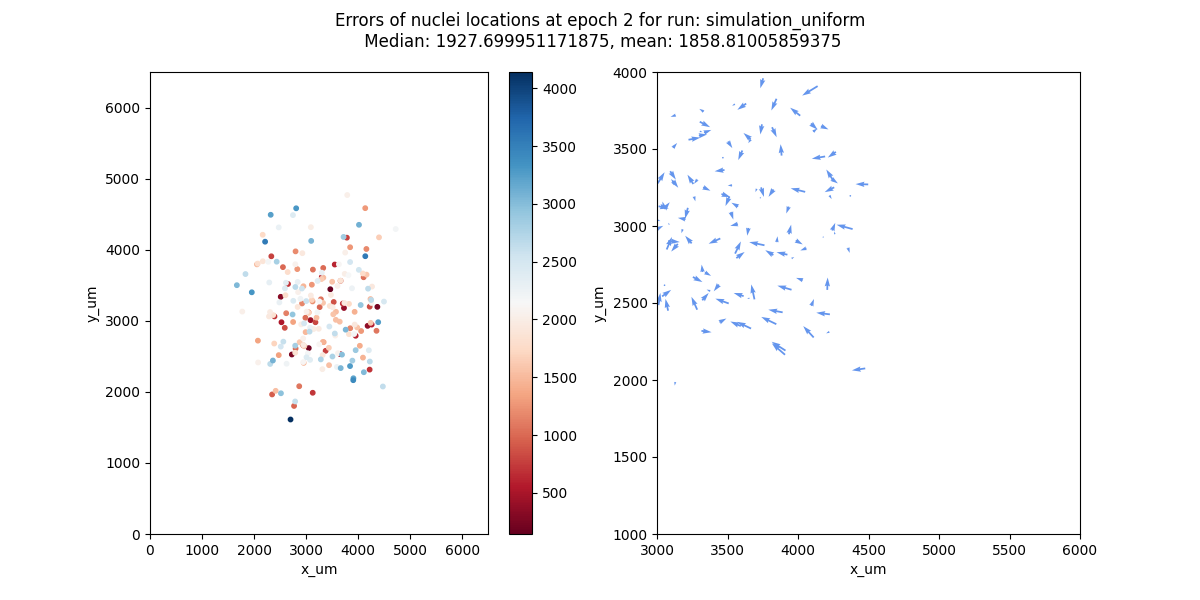 Errors of nuclei locations at epoch 2 for run: simulation_uniform
Median: 1927.699951171875, mean: 1858.81005859375
6000
5000
4000
3000
2000
1000
0
y_um
0 1000 2000 3000 4000 5000 6000
x_um
4000
3500
3000
2500
2000
1500
1000
500
4000
3500
3000
2500
2000
1500
1000
y_um
3000 3500 4000 4500 5000 5500 6000
x_um